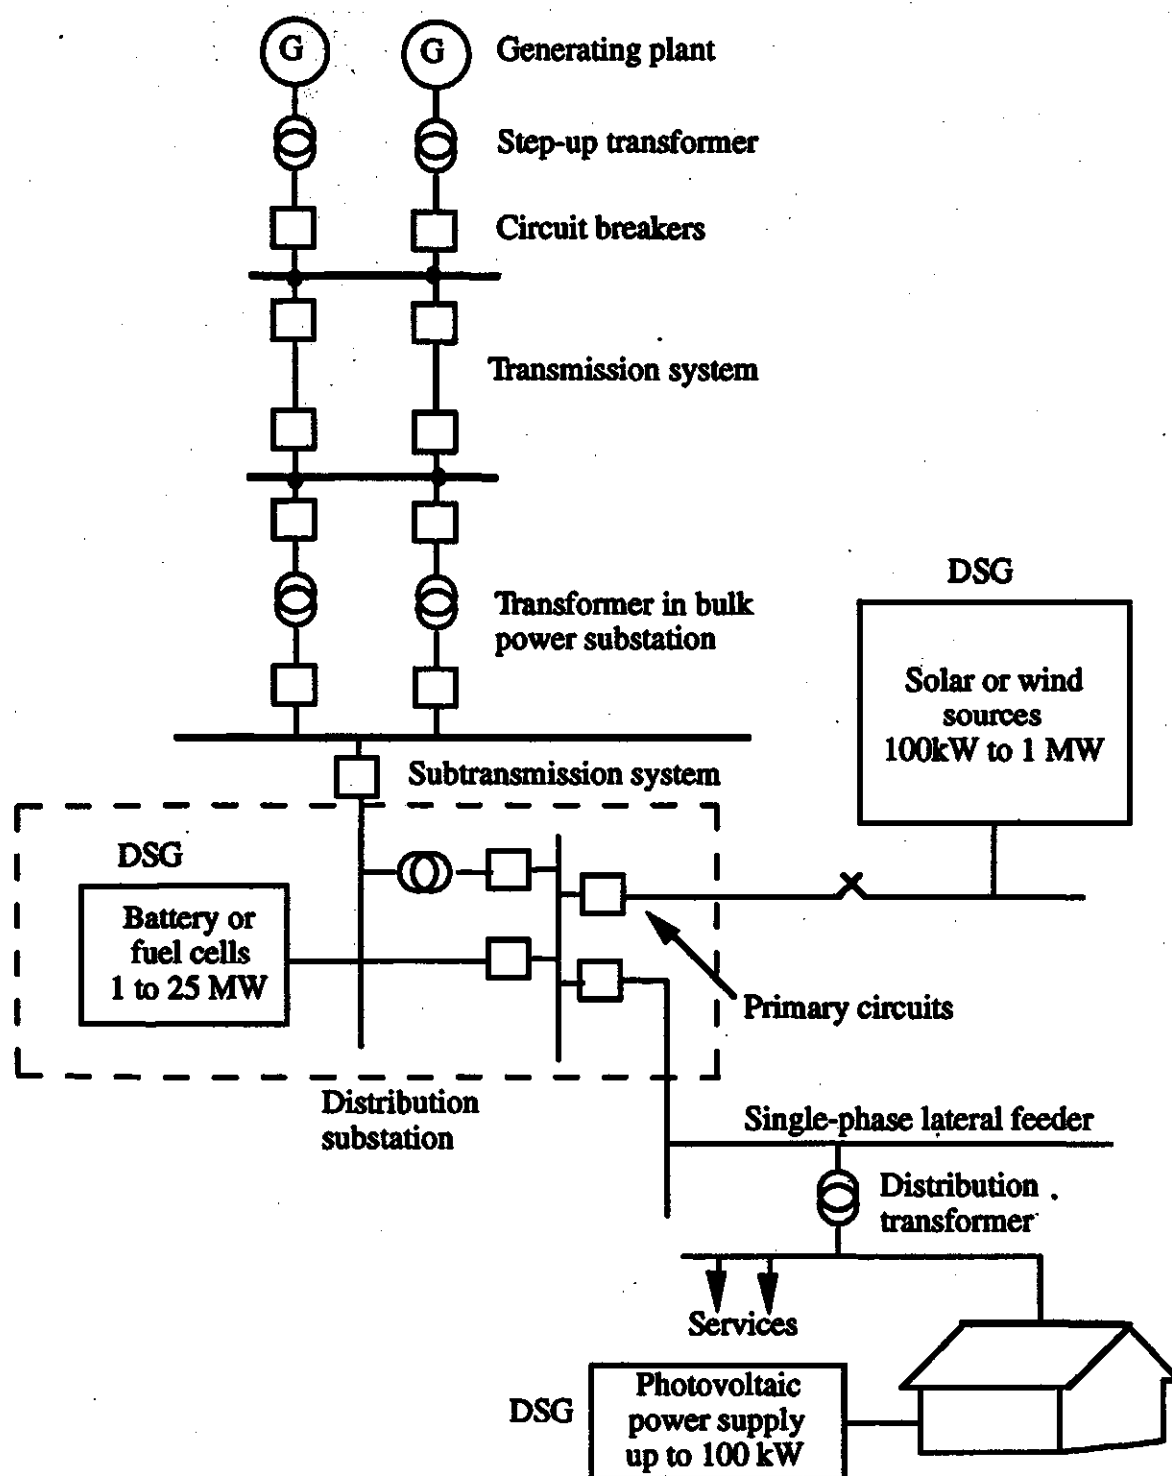 G G Generating plant
Step-up transformer
Circuit breakers
Transmission system
Transformer in bulk
power substation
DSG
Solar or wind
sources
100kW to 1 MW
Subtransmission system
DSG
Battery or
fuel cells
1 to 25 MW
Primary circuits
Distribution
substation
Single-phase lateral feeder
Distribution
transformer
Services
DSG
Photovoltaic
power supply
up to 100 kW